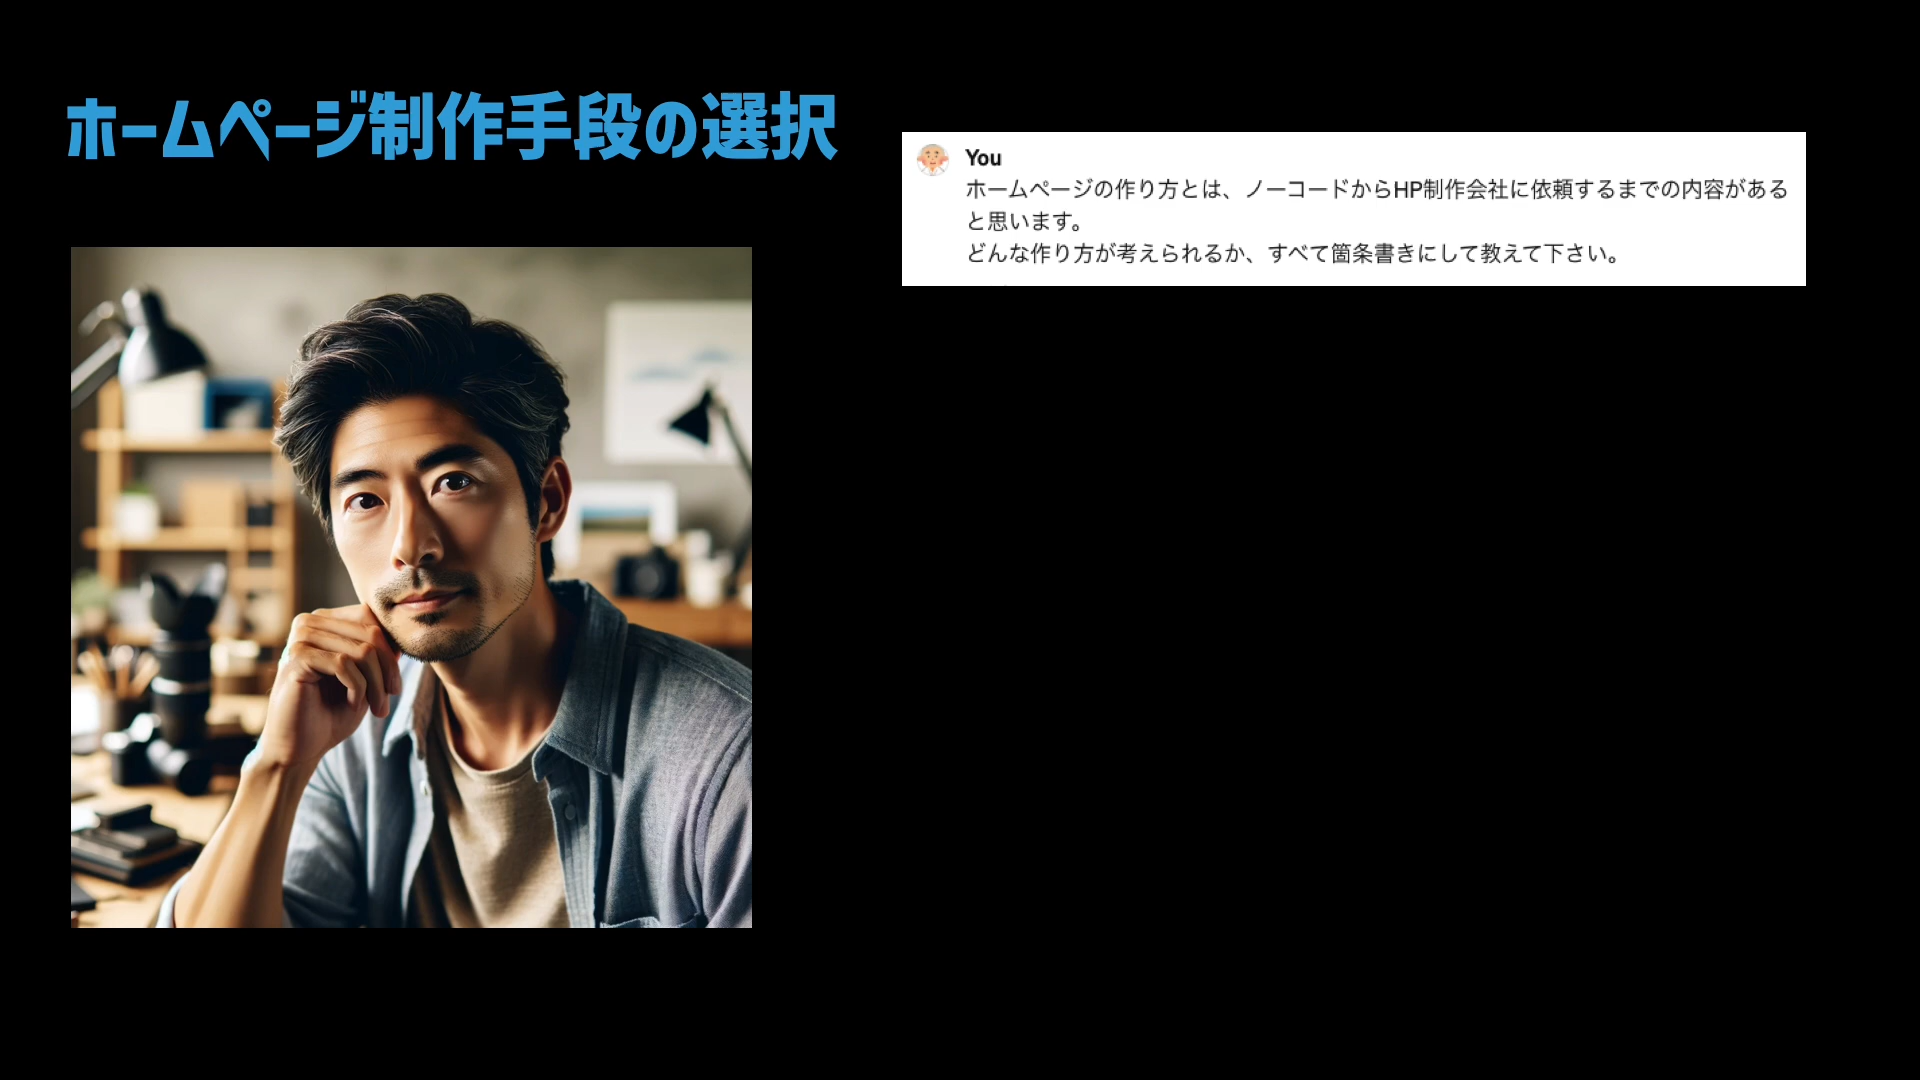 ホームページ制作手段の選択
You
ホームページの作り方とは、ノーコードからHP制作会社に依頼するまでの内容がある
と思います。
どんな作り方が考えられるか、すべて箇条書きにして教えて下さい。